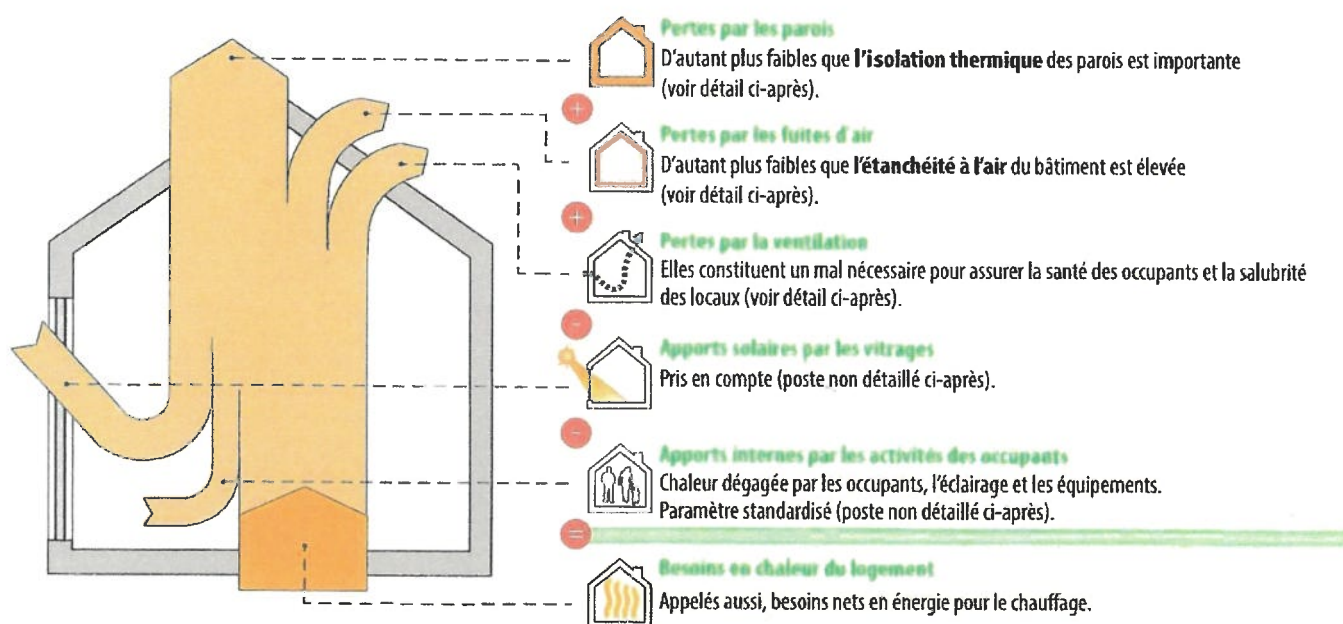 Pertes par les parois
D'autant plus faibles que l'isolation thermique des parois est importante
(voir détail ci-après).
+
Pertes par les fuites d'air
D'autant plus faibles que l'étanchéité à l'air du bâtiment est élevée
(voir détail ci-après).
+
Pertes par la ventilation
Elles constituent un mal nécessaire pour assurer la santé des occupants et la salubrité
des locaux (voir détail ci-après).
-
Apports solaires par les vitrages
Pris en compte (poste non détaillé ci-après).
-
Apports internes par les activités des occupants
Chaleur dégagée par les occupants, l'éclairage et les équipements.
Paramètre standardisé (poste non détaillé ci-après).
=
Besoins en chaleur du logement
Appelés aussi, besoins nets en énergie pour le chauffage.